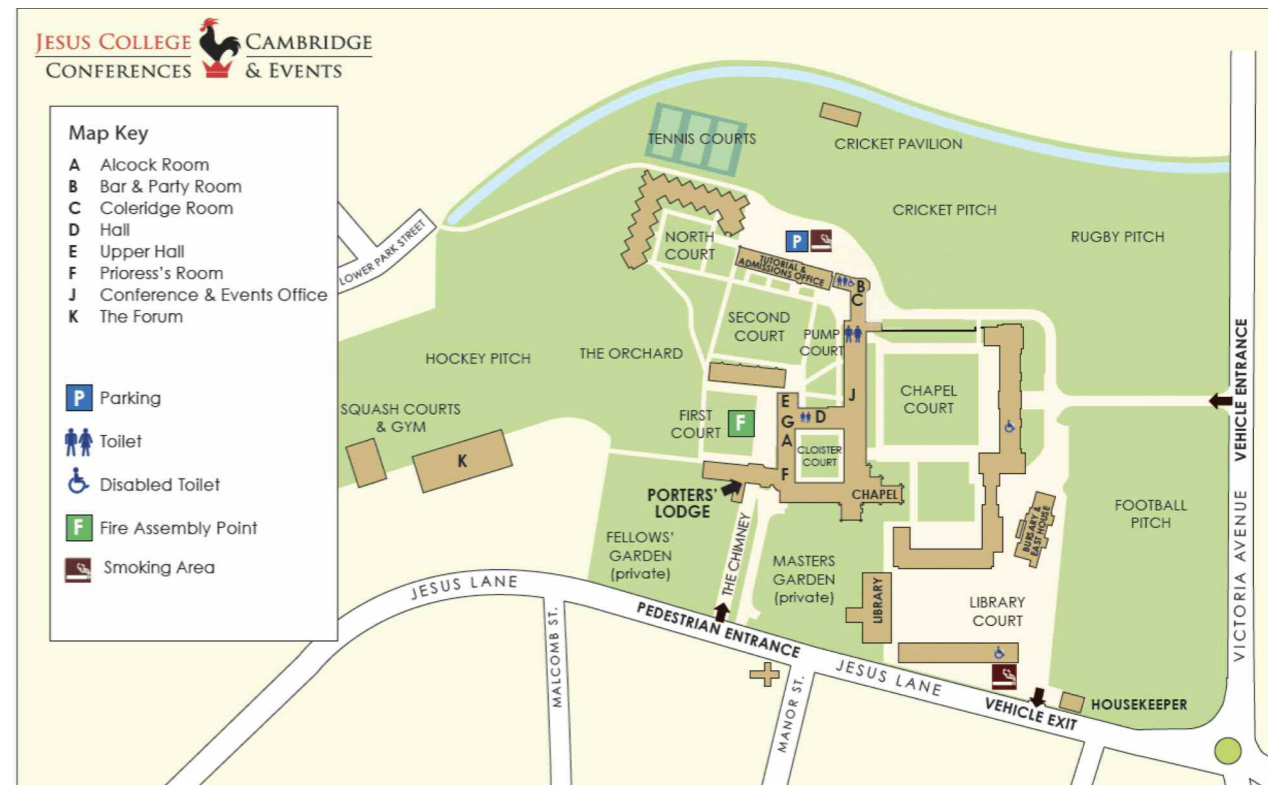 JESUS COLLEGE CAMBRIDGE
CONFERENCES & EVENTS
Map Key
A Alcock Room
B Bar & Party Room
C Coleridge Room
D Hall
E Upper Hall
F Prioress's Room
J Conference & Events Office
K The Forum
P Parking
Toilet
Disabled Toilet
F Fire Assembly Point
Smoking Area
TENNIS COURTS
CRICKET PAVILION
CRICKET PITCH
RUGBY PITCH
LOWER PARK STREET
NORTH
COURT
P
TUTORIAL &
ADMISSIONS OFFICE
B
C
SECOND
COURT
PUMP
COURT
THE ORCHARD
HOCKEY PITCH
VEHICLE ENTRANCE
J
CHAPEL
COURT
SQUASH COURTS
& GYM
K
FIRST
COURT
F
E
G
A
F
D
CLOISTER
COURT
CHAPEL
PORTERS'
LODGE
FOOTBALL
PITCH
BURSARY &
EAST HOUSE
FELLOWS'
GARDEN
(private)
THE CHIMNEY
MASTERS
GARDEN
(private)
LIBRARY
LIBRARY
COURT
VICTORIA AVENUE
JESUS LANE
PEDESTRIAN ENTRANCE
JESUS LANE
VEHICLE EXIT
HOUSEKEEPER
MALCOMB ST.
MANOR ST.